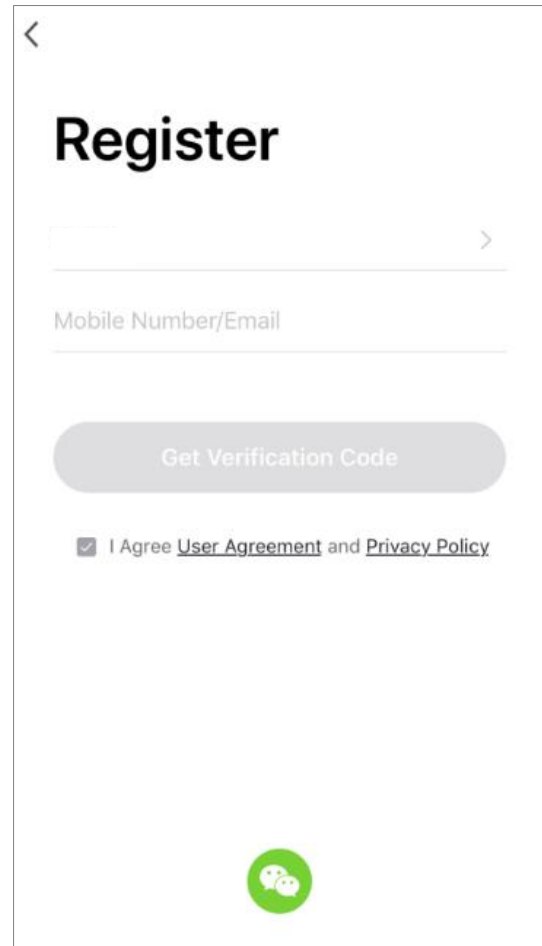 Register
Mobile Number/Email
Get Verification Code
I Agree User Agreement and Privacy Policy